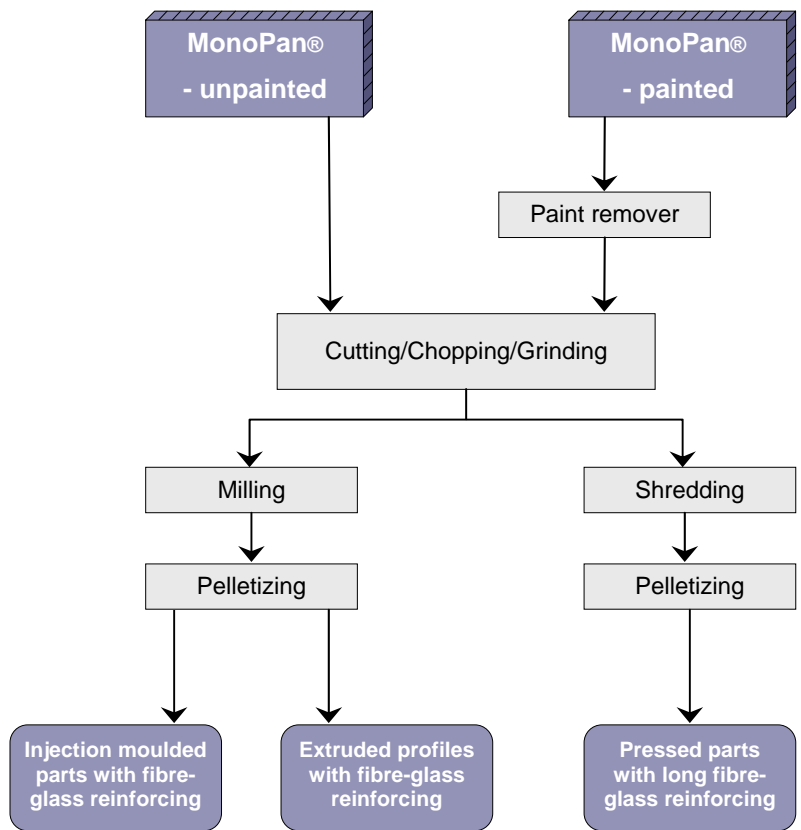 MonoPan®
- unpainted
MonoPan®
- painted
Paint remover
Cutting/Chopping/Grinding
Milling
Shredding
Pelletizing
Pelletizing
Injection moulded
parts with fibre-
glass reinforcing
Extruded profiles
with fibre-glass
reinforcing
Pressed parts
with long fibre-
glass reinforcing